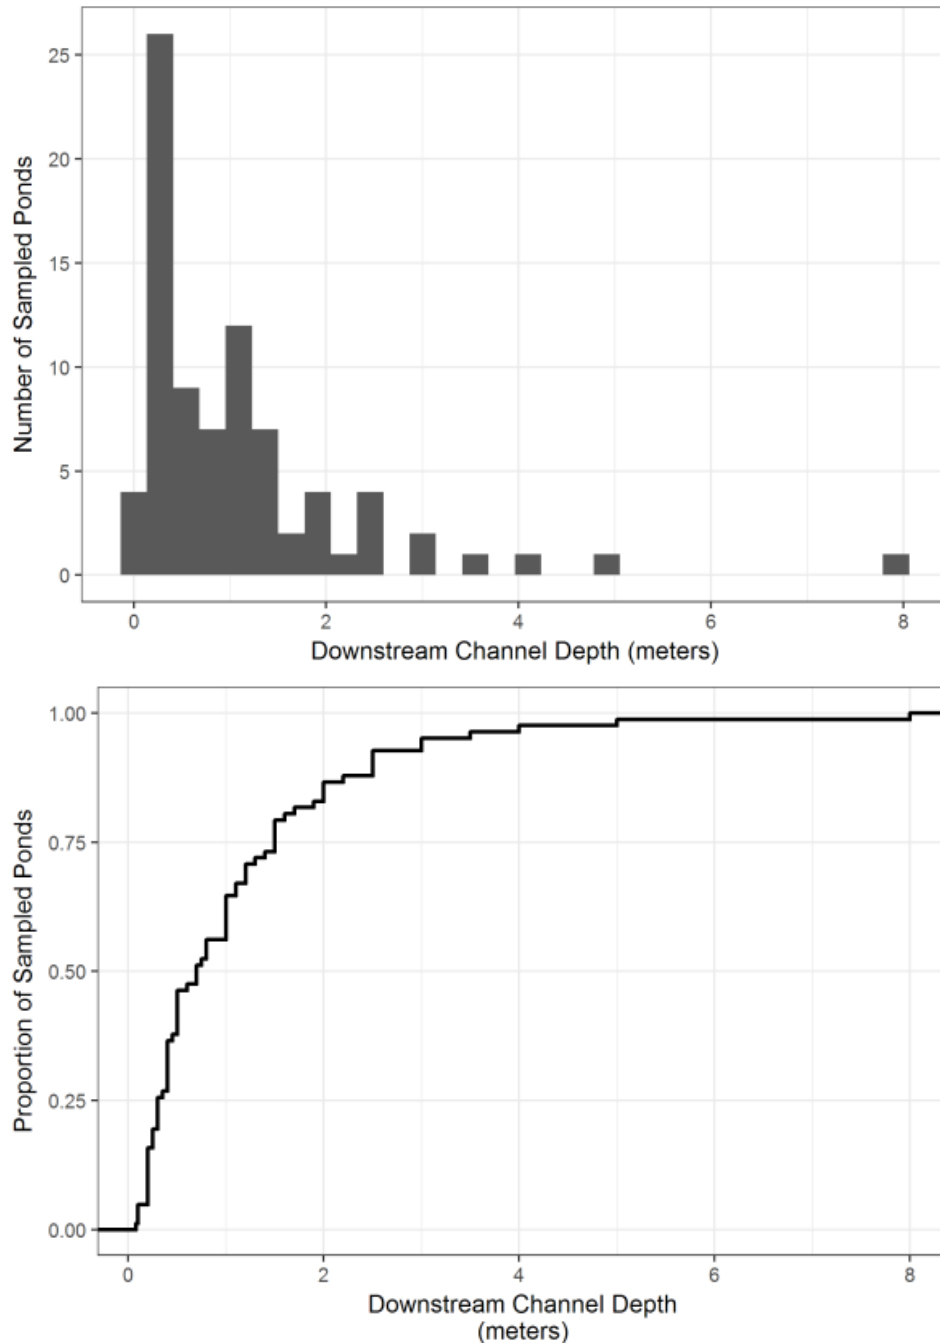 Number of Sampled Ponds
25
20
15
10
5
0
0 2 4 6 8
Downstream Channel Depth (meters)
Proportion of Sampled Ponds
1.00
0.75
0.50
0.25
0.00
0 2 4 6 8
Downstream Channel Depth
(meters)